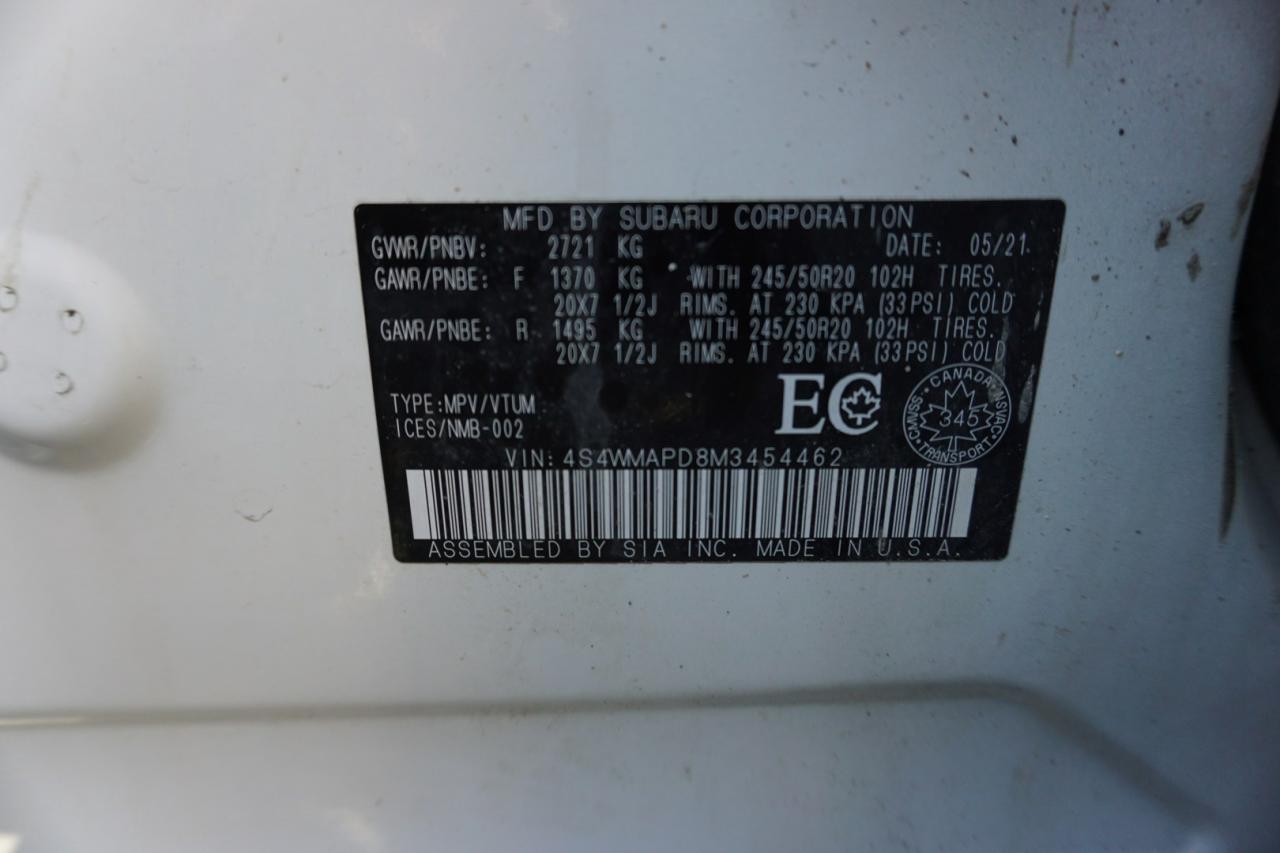 MFD BY SUBARU CORPORATION
GVWR/PNBV: 2721 KG DATE: 05/21
GAWR/PNBE: F 1370 KG WITH 245/50R20 102H TIRES.
20X7 1/2J RIMS. AT 230 KPA (33PSI) COLD
GAWR/PNBE: R 1495 KG WITH 245/50R20 102H TIRES.
20X7 1/2J RIMS. AT 230 KPA (33PSI) COLD
TYPE:MPV/VTUM
ICES/NMB-002
EC
CANADA
CMVSS NSVAC
345
TRANSPORT
VIN: 4S4WMAPD8M3454462
ASSEMBLED BY SIA INC. MADE IN U.S.A.